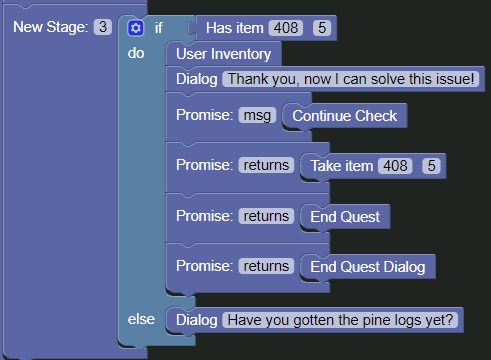 New Stage: 3
if Has item 408 5
do User Inventory
Dialog Thank you, now I can solve this issue!
Promise: msg Continue Check
Promise: returns Take item 408 5
Promise: returns End Quest
Promise: returns End Quest Dialog
else Dialog Have you gotten the pine logs yet?